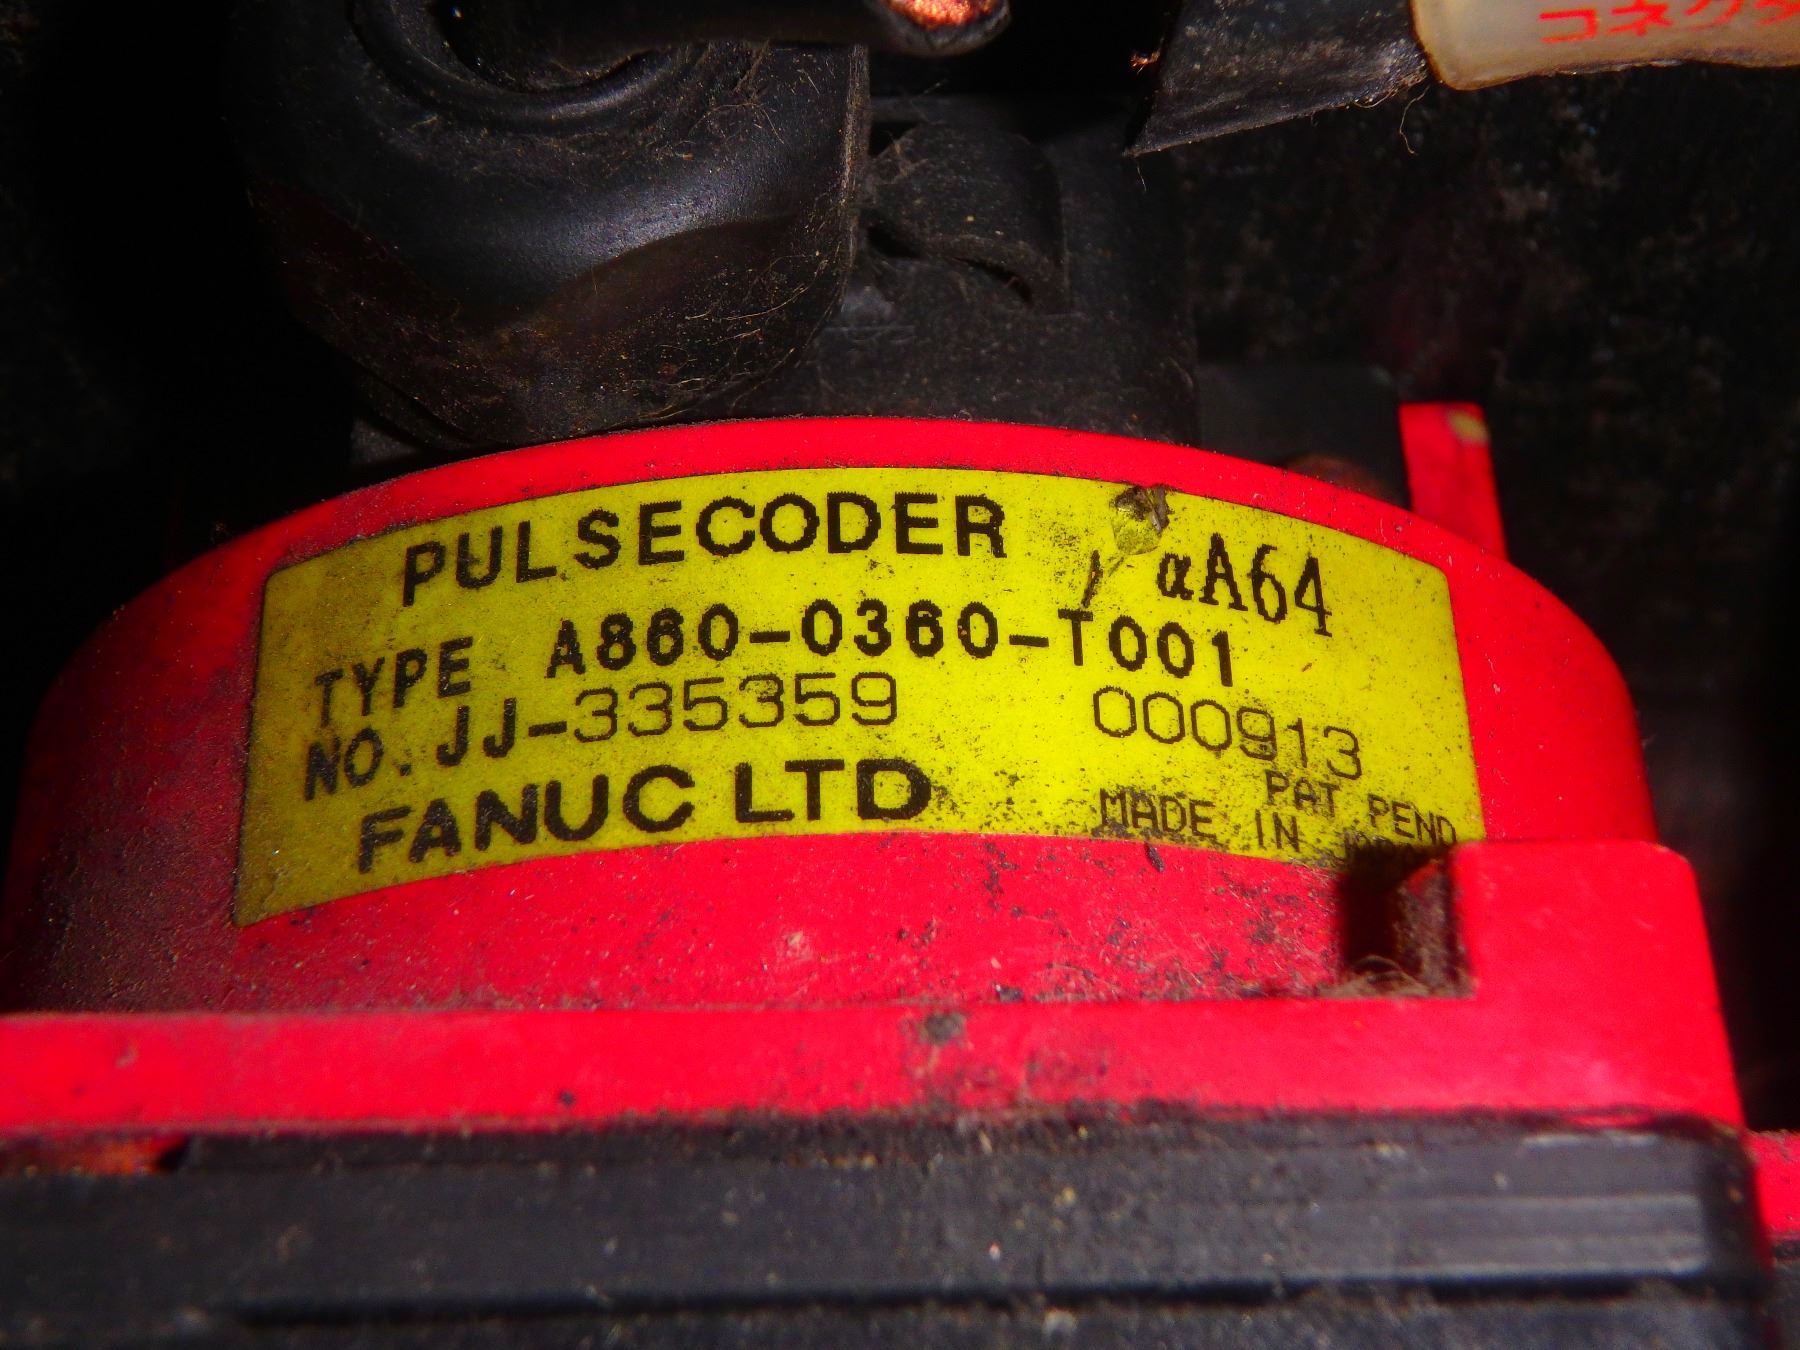 コネクタ
PULSECODER αA64
TYPE A860-0360-T001
NO. JJ-335359 000913
FANUC LTD PAT PEND
MADE IN